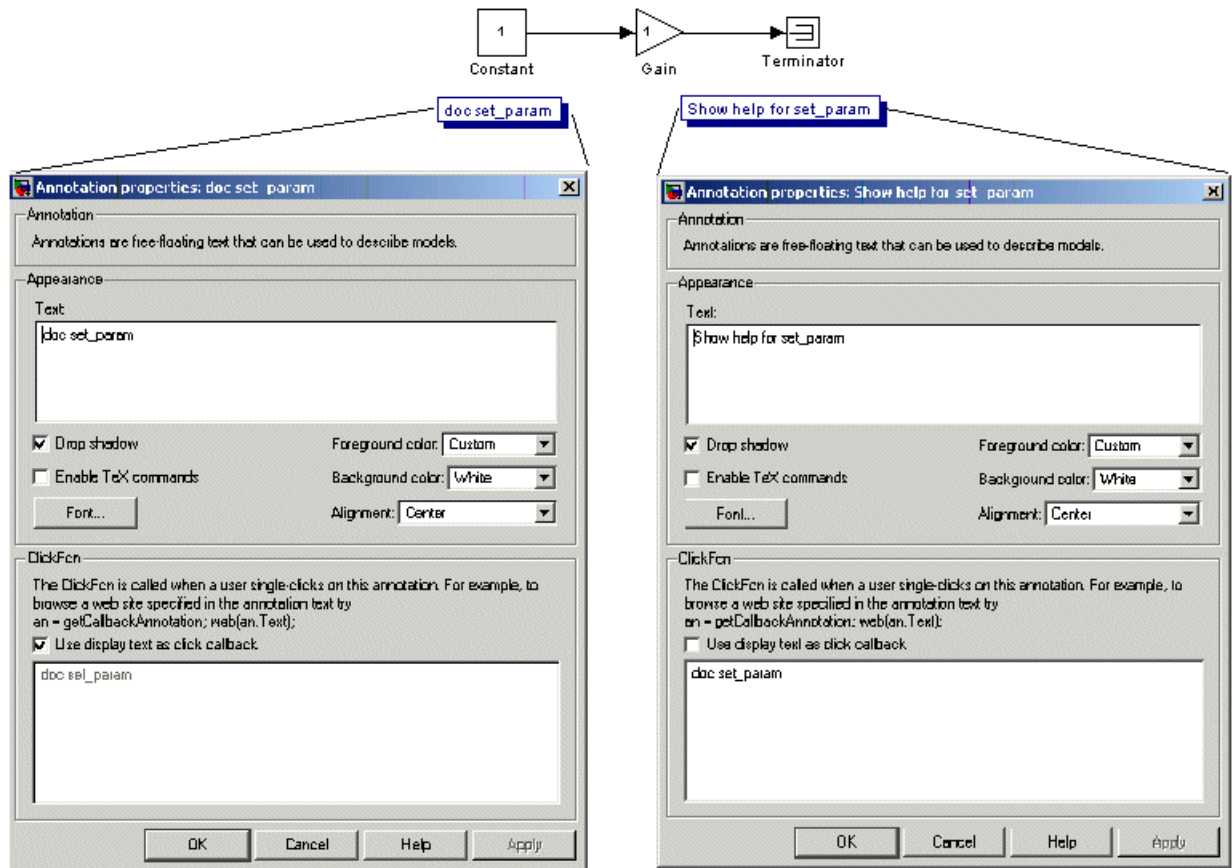 1
1
Constant
Gain
Terminator
doc set_param
Show help for set_param
Annotation properties: doc set_param
Annotation
Annotations are free-floating text that can be used to describe models.
Appearance
Text:
doc set_param
Drop shadow
Foreground color: Custom
Enable TeX commands
Background color: White
Font...
Alignment: Center
ClickFcn
The ClickFcn is called when a user single-clicks on this annotation. For example, to
browse a web site specified in the annotation text try
an = getCallbackAnnotation; web(an.Text);
Use display text as click callback
doc set_param
OK
Cancel
Help
Apply
Annotation properties: Show help for set_param
Annotation
Annotations are free-floating text that can be used to describe models.
Appearance
Text:
Show help for set_param
Drop shadow
Foreground color: Custom
Enable TeX commands
Background color: White
Font...
Alignment: Center
ClickFcn
The ClickFcn is called when a user single-clicks on this annotation. For example, to
browse a web site specified in the annotation text try
an = getCallbackAnnotation; web(an.Text);
Use display text as click callback
doc set_param
OK
Cancel
Help
Apply